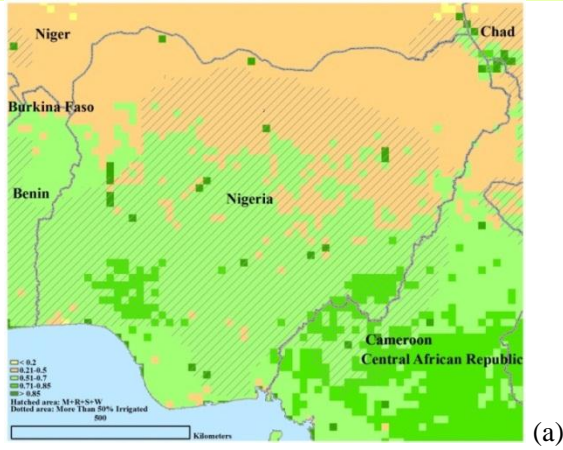 Niger
Chad
Burkina Faso
Benin
Nigeria
Cameroon
Central African Republic
< 0.2
0.21-0.5
0.51-0.7
0.71-0.85
> 0.85
Hatched area: M+R+S+W
Dotted area: More Than 50% Irrigated
500
Kilometers
(a)